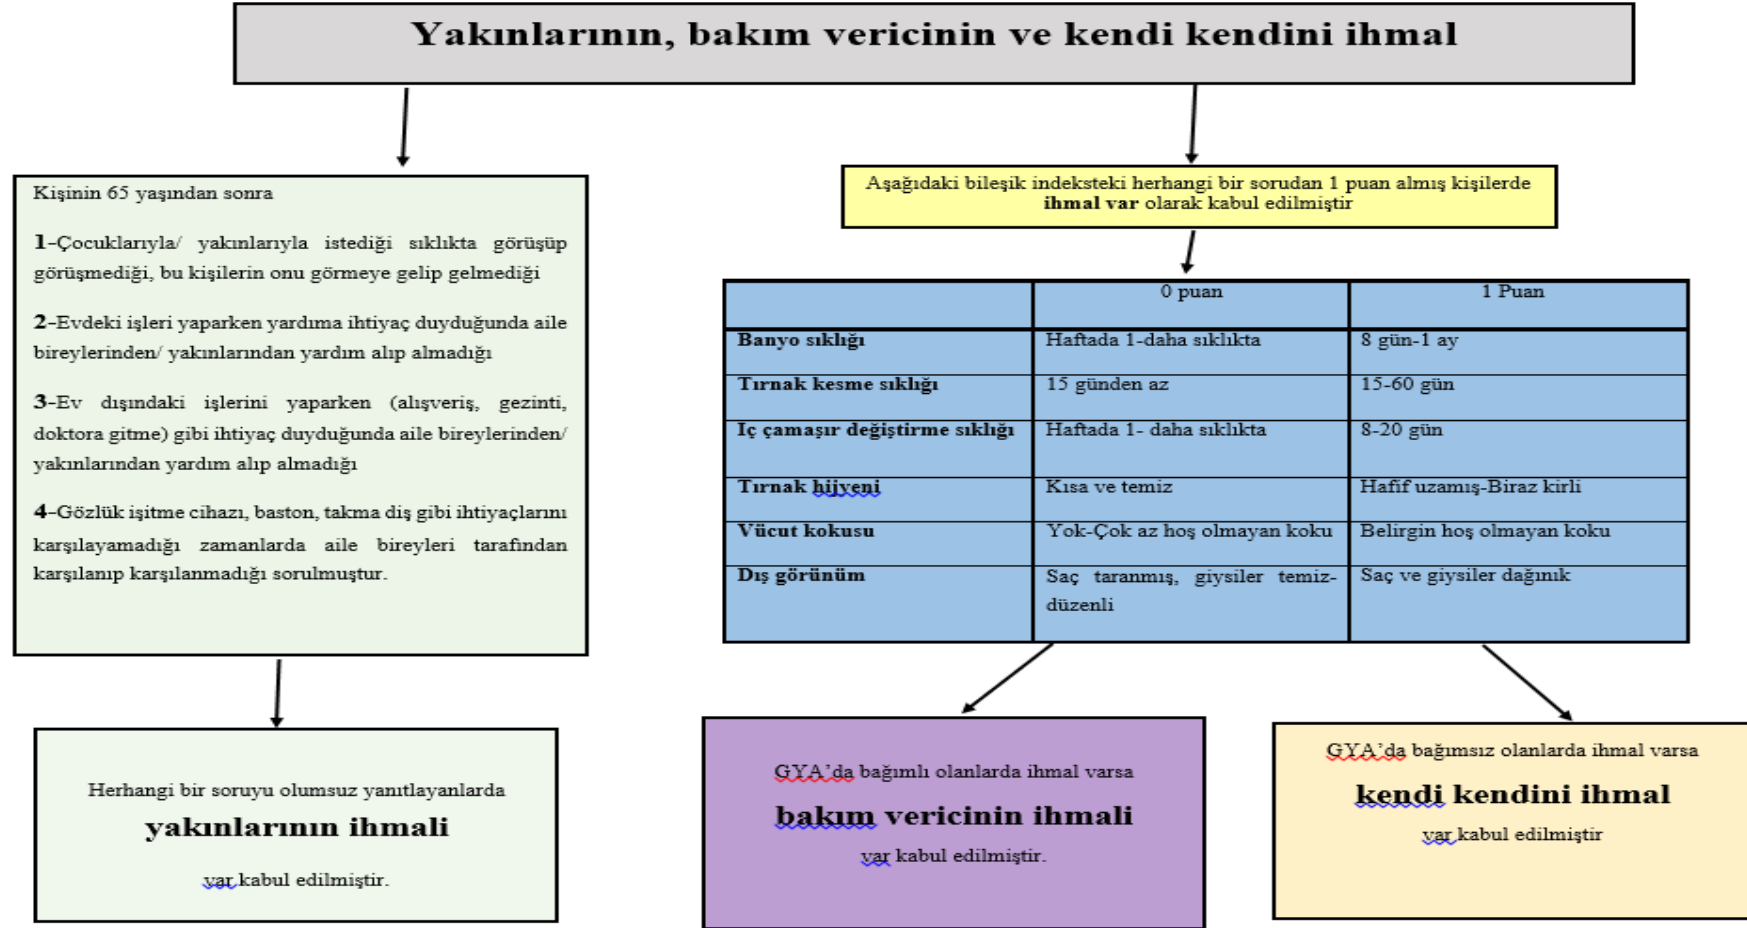 Yakınlarının, bakım vericinin ve kendi kendini ihmal
Kişinin 65 yaşından sonra
1-Çocuklarıyla/ yakınlarıyla istediği sıklıkta görüşüp
görüşmediği, bu kişilerin onu görmeye gelip gelmediği
2-Evdeki işleri yaparken yardıma ihtiyaç duyduğunda aile
bireylerinden/ yakınlarından yardım alıp almadığı
3-Ev dışındaki işlerini yaparken (alışveriş, gezinti,
doktora gitme) gibi ihtiyaç duyduğunda aile bireylerinden/
yakınlarından yardım alıp almadığı
4-Gözlük işitme cihazı, baston, takma diş gibi ihtiyaçlarını
karşılayamadığı zamanlarda aile bireyleri tarafından
karşılanıp karşılanmadığı sorulmuştur.
Herhangi bir soruyu olumsuz yanıtlayanlarda
yakınlarının ihmali
var kabul edilmiştir.
Aşağıdaki bileşik indeksteki herhangi bir sorudan 1 puan almış kişilerde
ihmal var olarak kabul edilmiştir
0 puan 1 Puan
Banyo sıklığı Haftada 1-daha sıklıkta 8 gün-1 ay
Tırnak kesme sıklığı 15 günden az 15-60 gün
Iç çamaşır değiştirme sıklığı Haftada 1- daha sıklıkta 8-20 gün
Tırnak hijyeni Kısa ve temiz Hafif uzamış-Biraz kirli
Vücut kokusu Yok-Çok az hoş olmayan koku Belirgin hoş olmayan koku
Dış görünüm Saç taranmış, giysiler temiz- Saç ve giysiler dağınık
düzenli
GYA’da bağımlı olanlarda ihmal varsa
bakım vericinin ihmali
var kabul edilmiştir.
GYA’da bağımsız olanlarda ihmal varsa
kendi kendini ihmal
var kabul edilmiştir